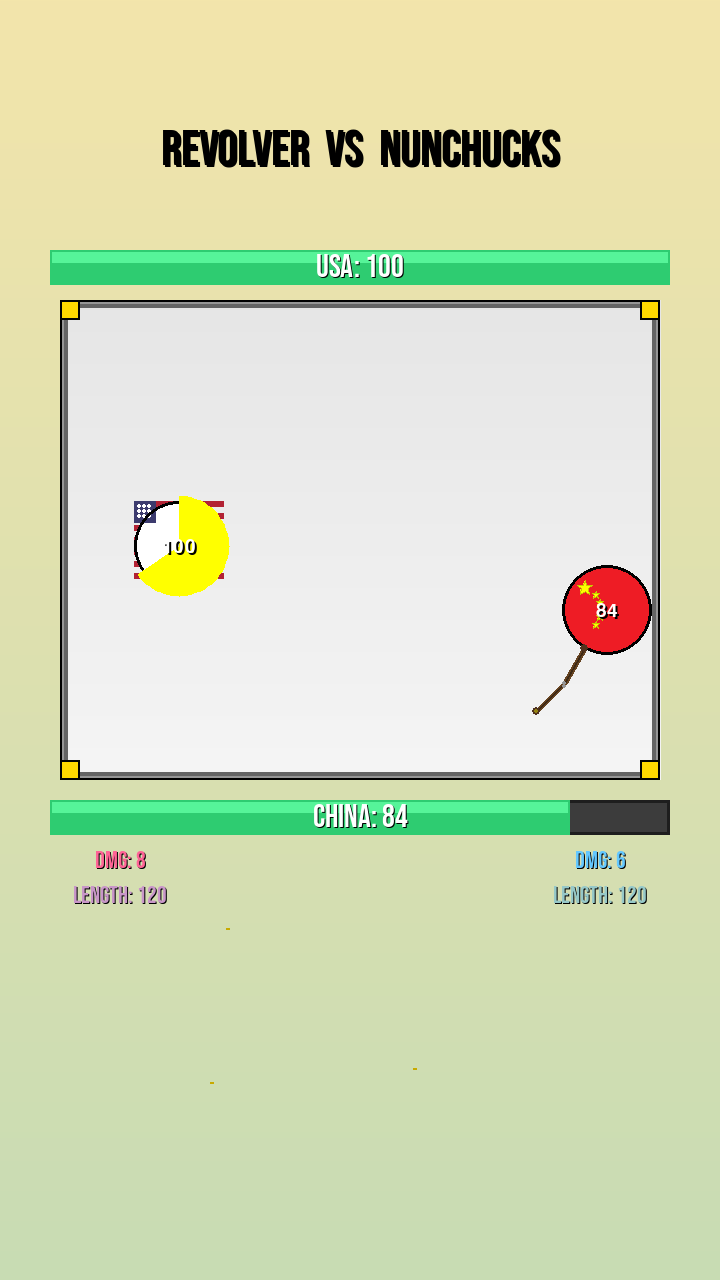 REVOLVER VS NUNCHUCKS
USA: 100
100
84
CHINA: 84
DMG: 8
DMG: 6
LENGTH: 120
LENGTH: 120